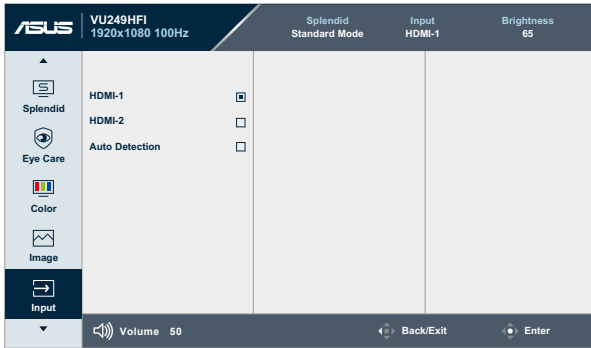 ASUS
VU249HFI
1920x1080 100Hz
Splendid
Standard Mode
Input
HDMI-1
Brightness
65
Splendid
Eye Care
Color
Image
Input
HDMI-1
HDMI-2
Auto Detection
Volume 50
Back/Exit
Enter